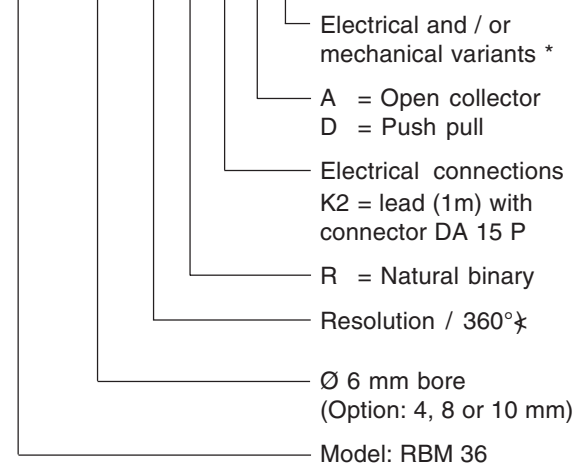 Electrical and / or
mechanical variants *
A = Open collector
D = Push pull
Electrical connections
K2 = lead (1m) with
connector DA 15 P
R = Natural binary
Resolution / 360°∢
Ø 6 mm bore
(Option: 4, 8 or 10 mm)
Model: RBM 36